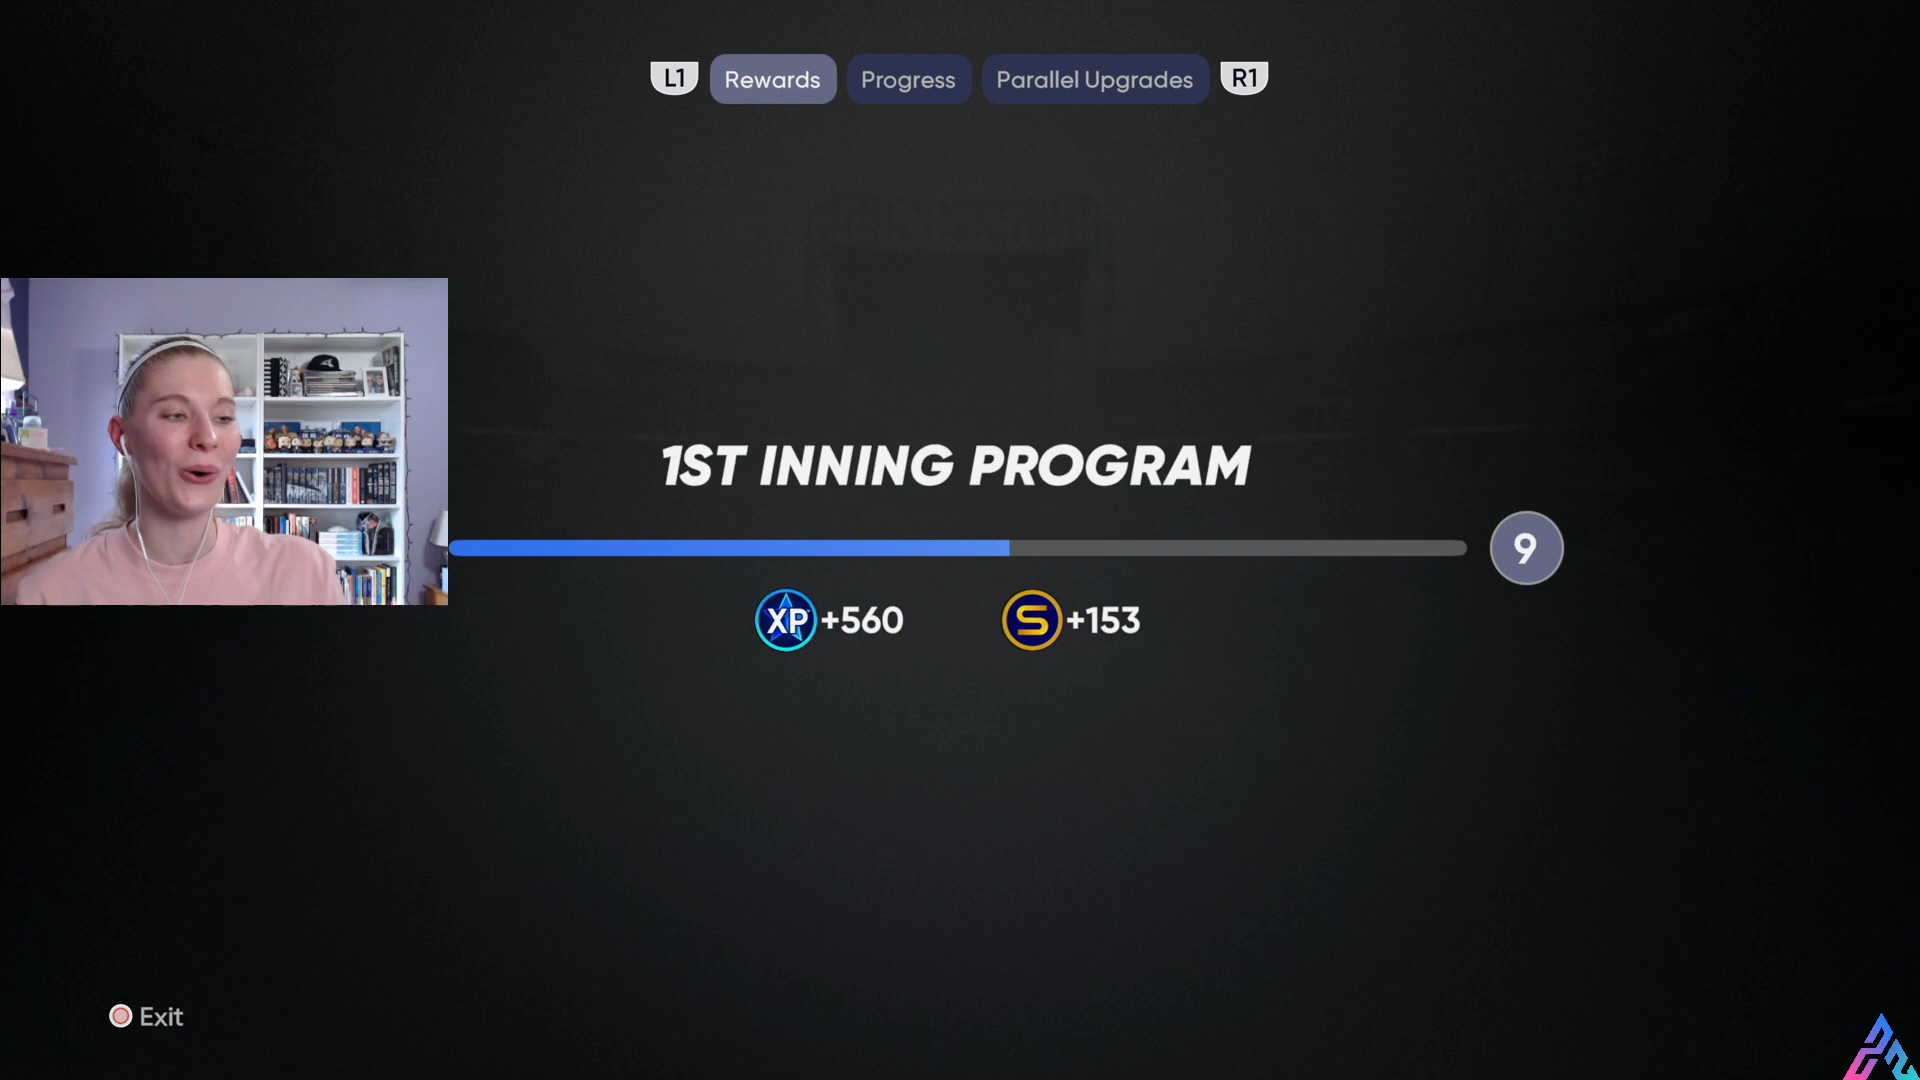 L1 Rewards Progress Parallel Upgrades R1
1ST INNING PROGRAM
9
XP +560 S +153
Exit